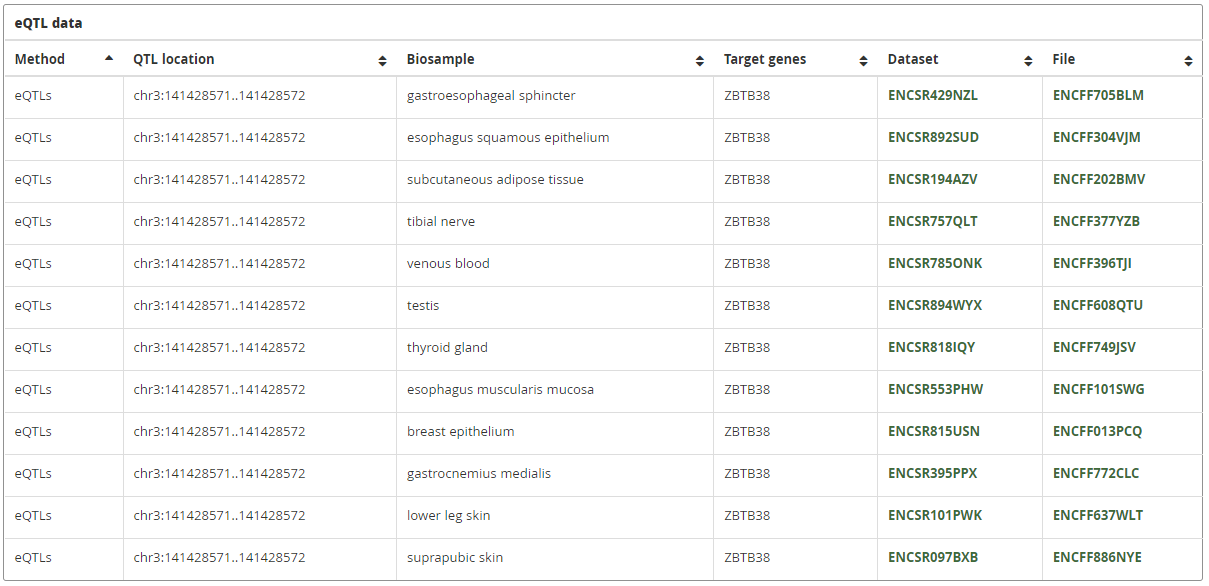 eQTL data
Method QTL location Biosample Target genes Dataset File
eQTLs chr3:141428571..141428572 gastroesophageal sphincter ZBTB38 ENCSR429NZL ENCFF705BLM
eQTLs chr3:141428571..141428572 esophagus squamous epithelium ZBTB38 ENCSR892SUD ENCFF304VJM
eQTLs chr3:141428571..141428572 subcutaneous adipose tissue ZBTB38 ENCSR194AZV ENCFF202BMV
eQTLs chr3:141428571..141428572 tibial nerve ZBTB38 ENCSR757QLT ENCFF377YZB
eQTLs chr3:141428571..141428572 venous blood ZBTB38 ENCSR785ONK ENCFF396TJI
eQTLs chr3:141428571..141428572 testis ZBTB38 ENCSR894WYX ENCFF608QTU
eQTLs chr3:141428571..141428572 thyroid gland ZBTB38 ENCSR818IQY ENCFF749JSV
eQTLs chr3:141428571..141428572 esophagus muscularis mucosa ZBTB38 ENCSR553PHW ENCFF101SWG
eQTLs chr3:141428571..141428572 breast epithelium ZBTB38 ENCSR815USN ENCFF013PCQ
eQTLs chr3:141428571..141428572 gastrocnemius medialis ZBTB38 ENCSR395PPX ENCFF772CLC
eQTLs chr3:141428571..141428572 lower leg skin ZBTB38 ENCSR101PWK ENCFF637WLT
eQTLs chr3:141428571..141428572 suprapubic skin ZBTB38 ENCSR097BXB ENCFF886NYE